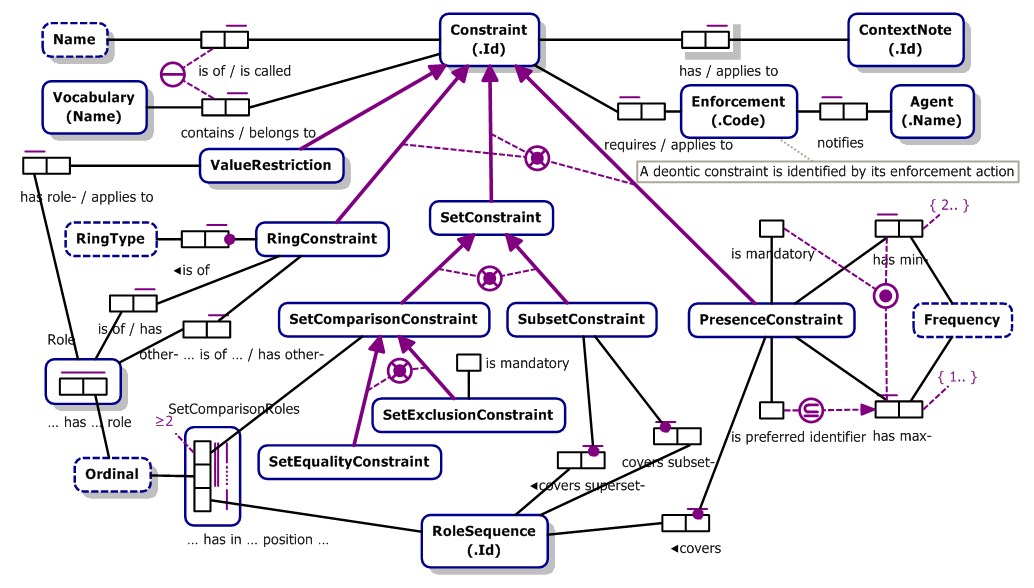 Name
is of / is called
Constraint
(.Id)
has / applies to
ContextNote
(.Id)
Vocabulary
(Name)
contains / belongs to
requires / applies to
Enforcement
(.Code)
notifies
Agent
(.Name)
A deontic constraint is identified by its enforcement action
ValueRestriction
has role- / applies to
SetConstraint
{ 2.. }
RingType
◄is of
RingConstraint
is mandatory
has min-
is of / has
other- ... is of ... / has other-
SetComparisonConstraint
SubsetConstraint
PresenceConstraint
Frequency
Role
... has ... role
is mandatory
{ 1.. }
SetComparisonRoles
≥2
SetExclusionConstraint
is preferred identifier
has max-
SetEqualityConstraint
covers subset-
Ordinal
◄covers superset-
... has in ... position ...
RoleSequence
(.Id)
◄covers